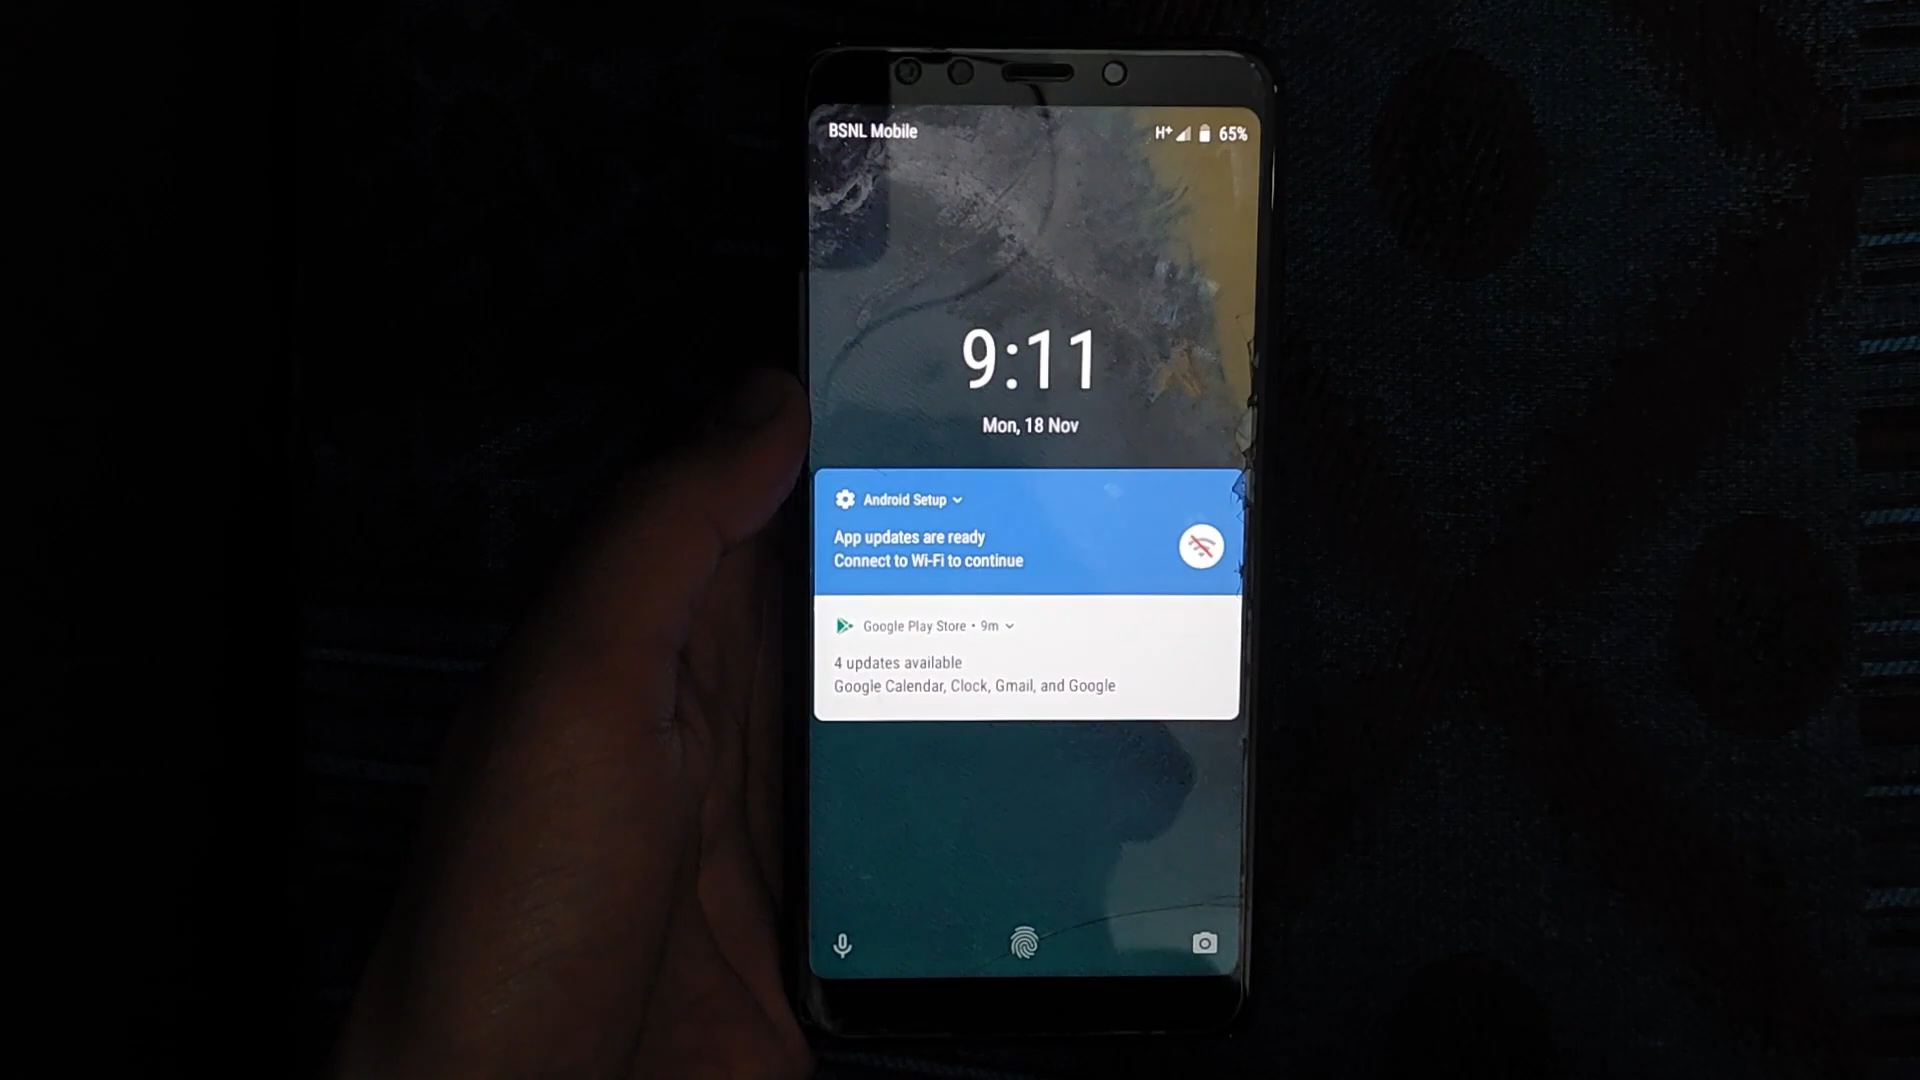 BSNL Mobile
H+ 65%
9:11
Mon, 18 Nov
Android Setup
App updates are ready
Connect to Wi-Fi to continue
Google Play Store • 9m
4 updates available
Google Calendar, Clock, Gmail, and Google